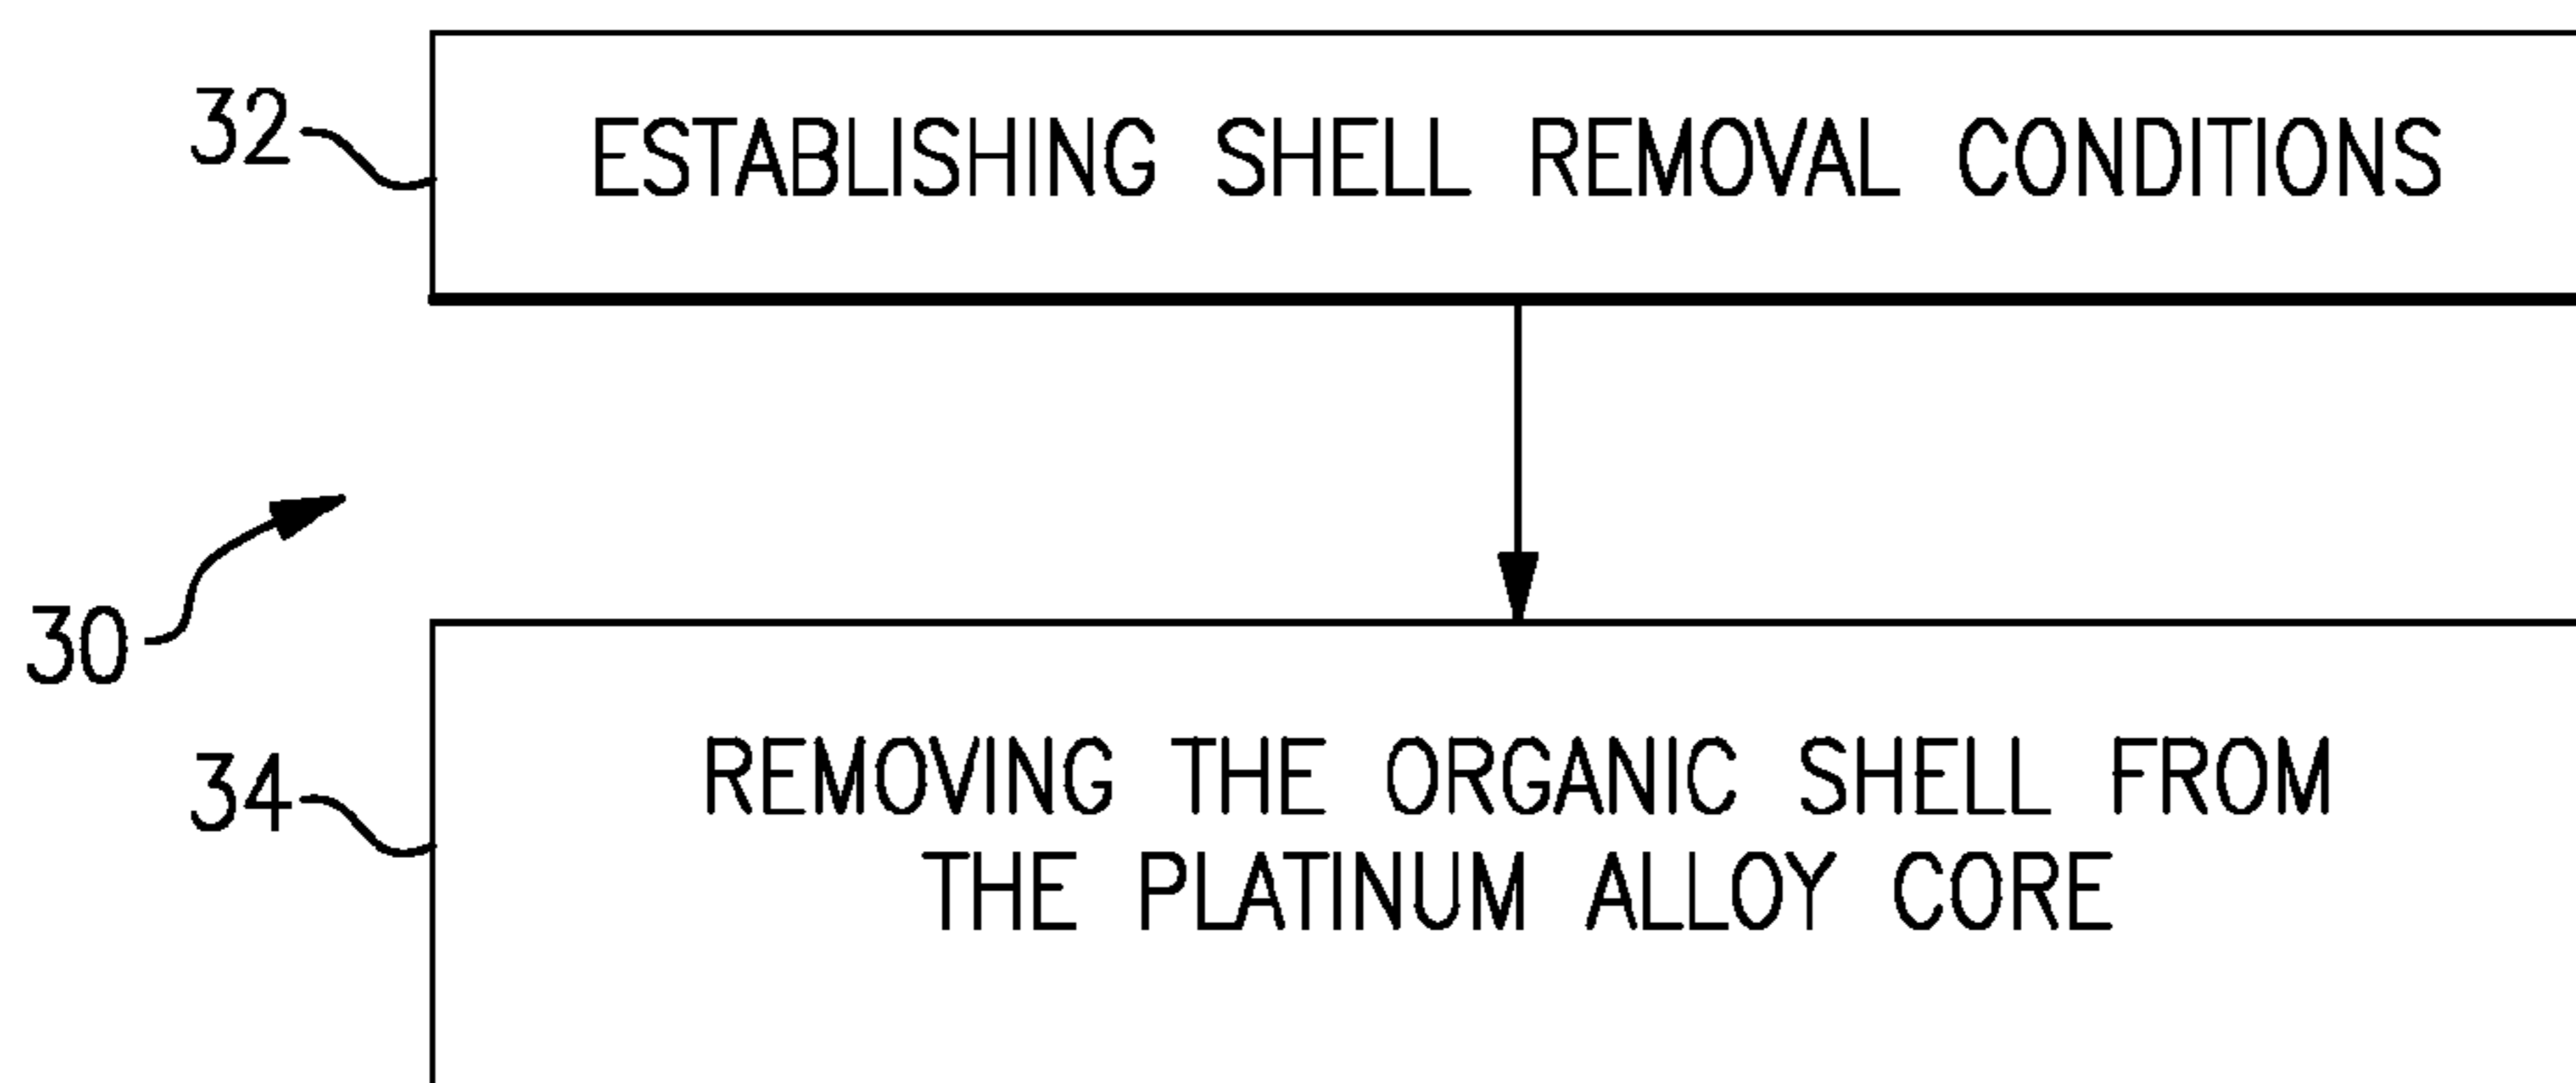 32
ESTABLISHING SHELL REMOVAL CONDITIONS
30
34
REMOVING THE ORGANIC SHELL FROM
THE PLATINUM ALLOY CORE